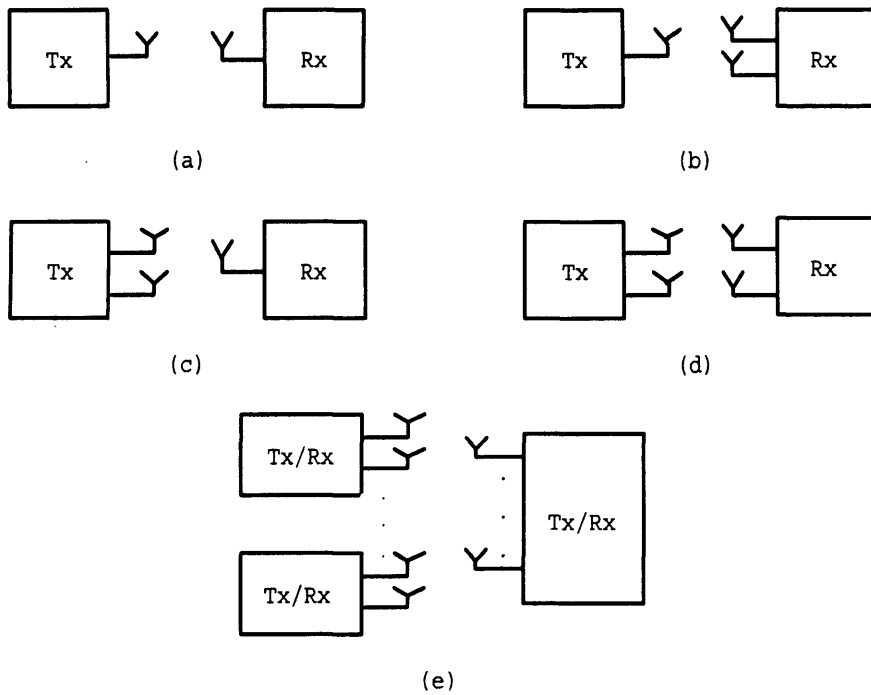 Tx Rx Tx Rx
(a) (b)
Tx Rx Tx Rx
(c) (d)
Tx/Rx
Tx/Rx
Tx/Rx
(e)